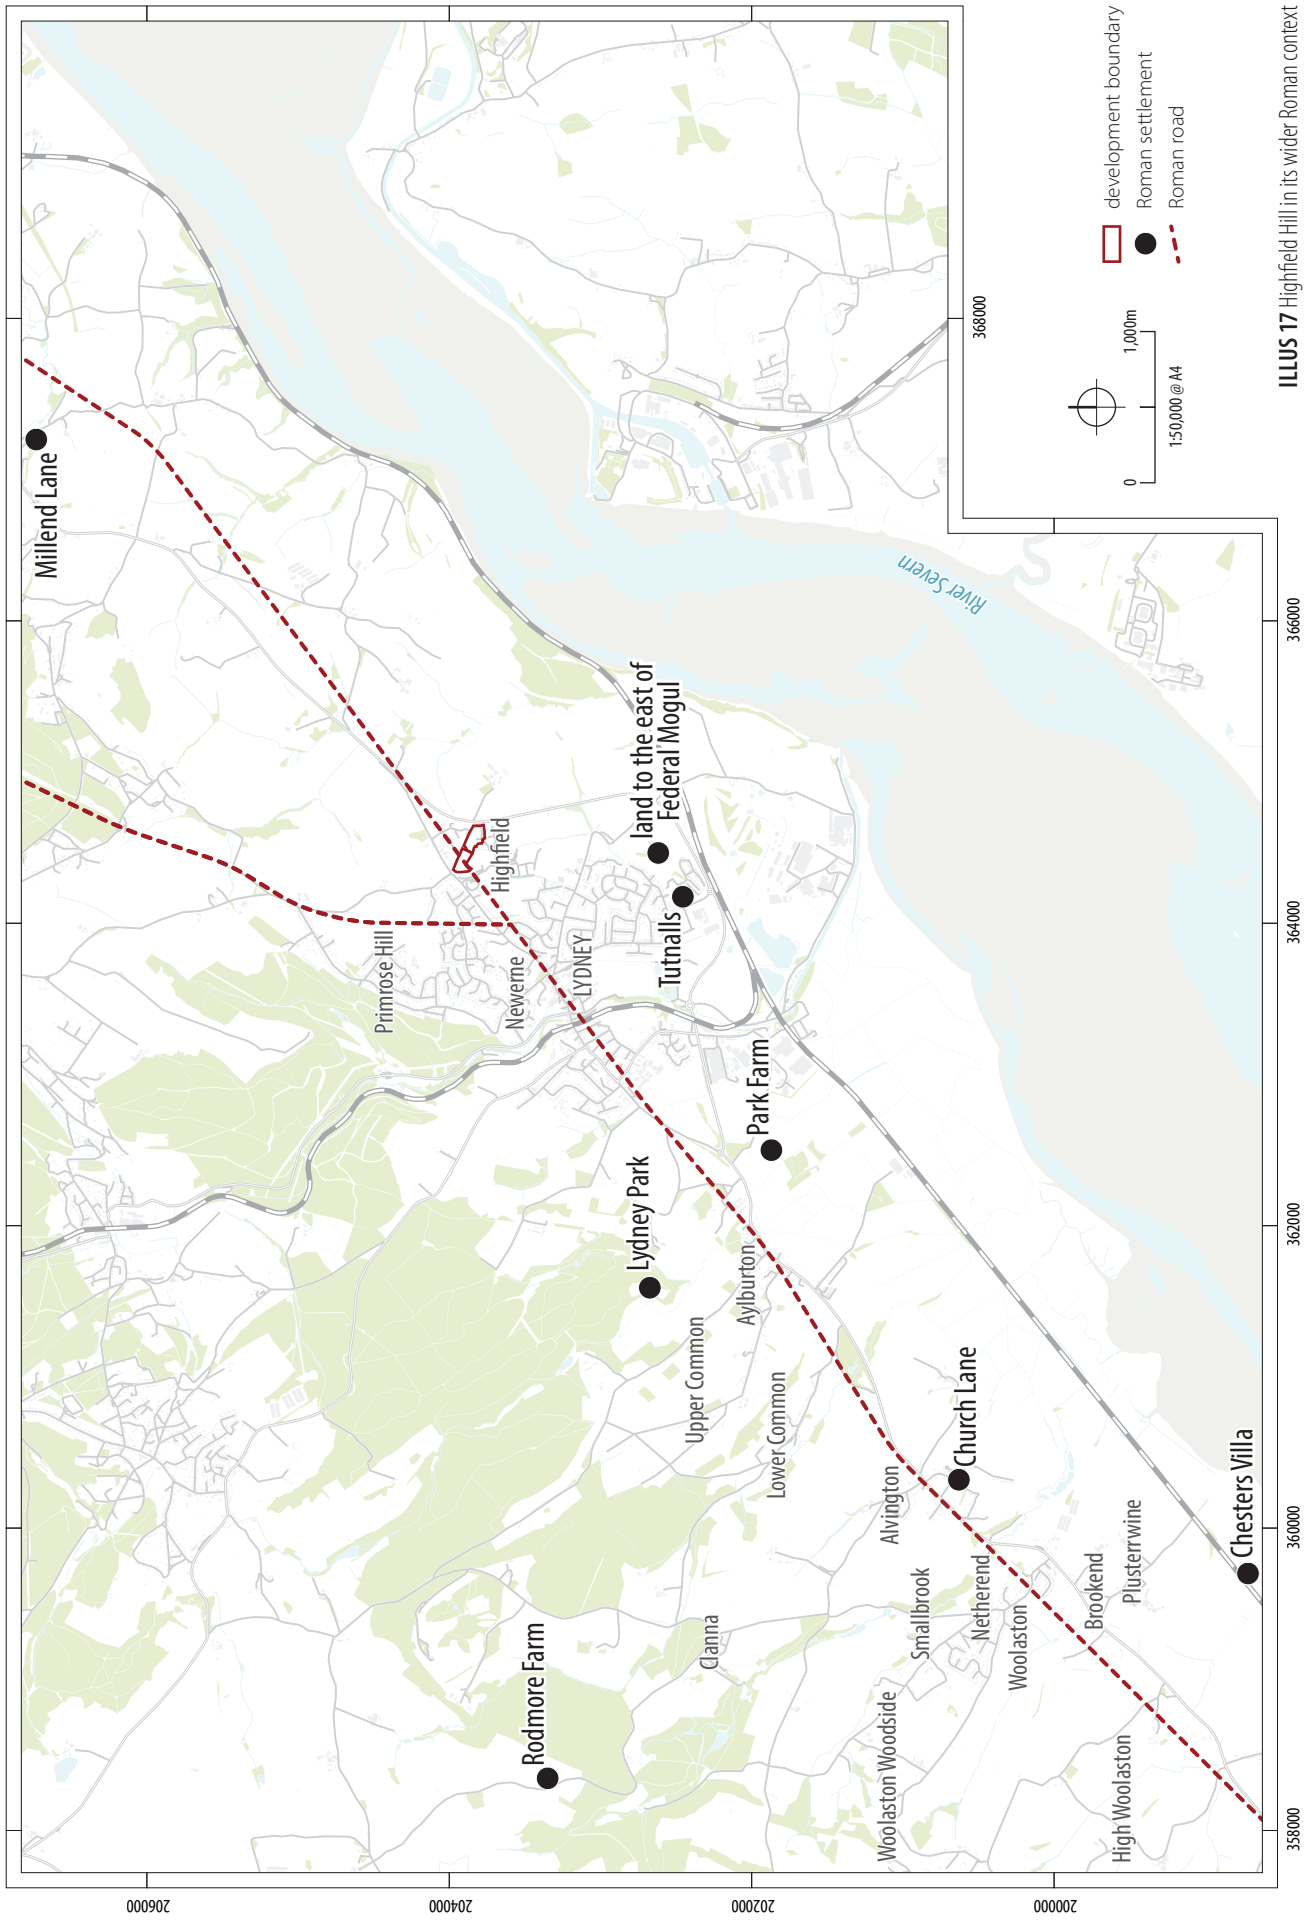 Millend Lane
land to the east of
Federal Mogul
Highfield
Primrose Hill
Newerne
LYDNEY
Tutnalls
Park Farm
Lydney Park
Aylburton
Upper Common
Lower Common
Church Lane
Alvington
Chesters Villa
Rodmore Farm
Clanna
Smallbrook
Netherend
Woolaston
Brookend
Plusterrwine
Woolaston Woodside
High Woolaston
River Severn
206000
204000
202000
200000
358000
360000
362000
364000
366000
368000
0
1,000m
1:50,000 @ A4
development boundary
Roman settlement
Roman road
ILLUS 17 Highfield Hill in its wider Roman context